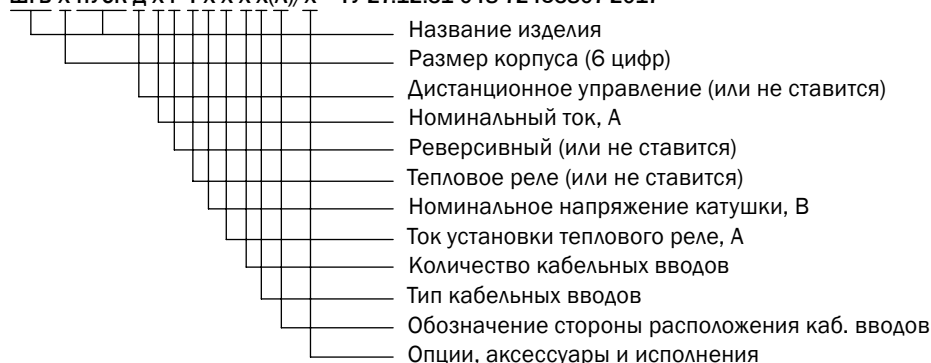 Название изделия
Размер корпуса (6 цифр)
Дистанционное управление (или не ставится)
Номинальный ток, А
Реверсивный (или не ставится)
Тепловое реле (или не ставится)
Номинальное напряжение катушки, В
Ток установки теплового реле, А
Количество кабельных вводов
Тип кабельных вводов
Обозначение стороны расположения каб. вводов
Опции, аксессуары и исполнения